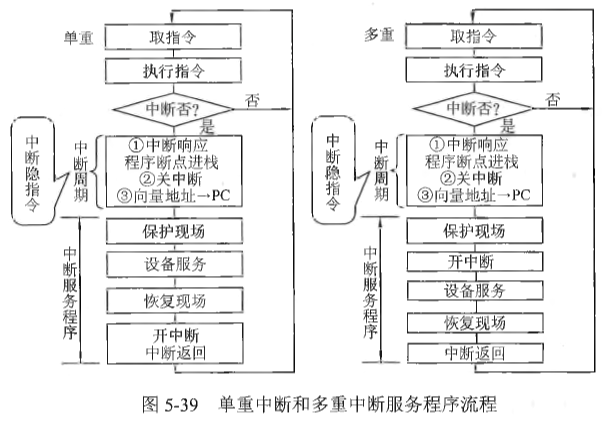 单重
取指令
执行指令
中断否?
否
是
中断隐指令
中断周期
①中断响应
程序断点进栈
②关中断
③向量地址→PC
中断服务程序
保护现场
设备服务
恢复现场
开中断
中断返回
多重
取指令
执行指令
中断否?
否
是
中断隐指令
中断周期
①中断响应
程序断点进栈
②关中断
③向量地址→PC
中断服务程序
保护现场
开中断
设备服务
恢复现场
中断返回
图 5-39 单重中断和多重中断服务程序流程